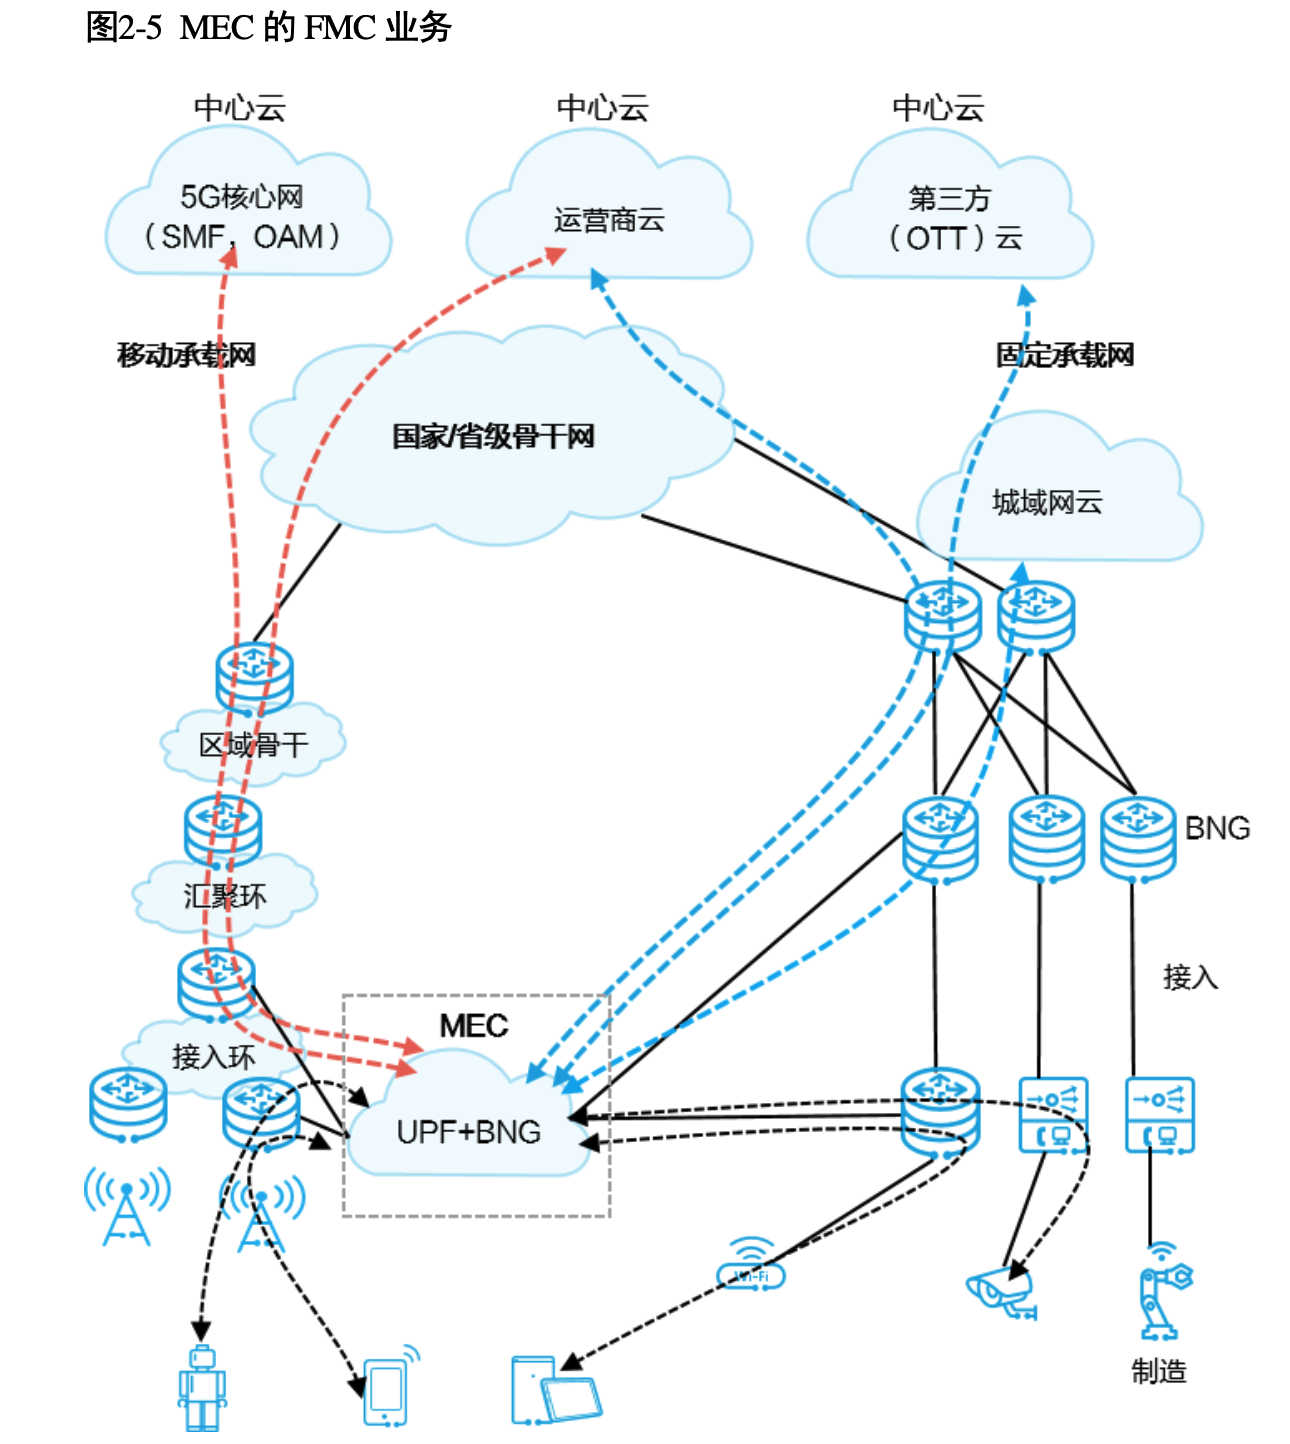 图2-5 MEC 的 FMC 业务
中心云
中心云
中心云
5G核心网
（SMF，OAM）
运营商云
第三方
（OTT）云
移动承载网
固定承载网
国家/省级骨干网
城域网云
区域骨干
BNG
汇聚环
接入
MEC
接入环
UPF+BNG
Wi-Fi
制造